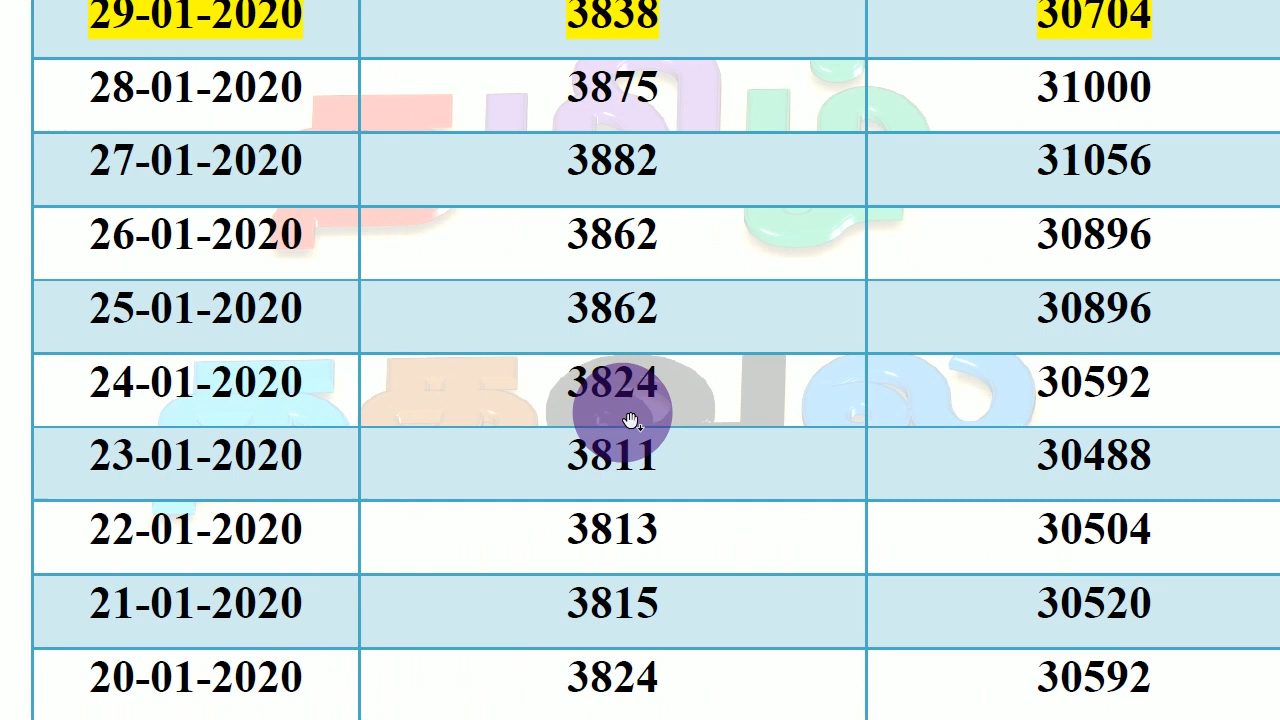 29-01-2020 3838 30704
28-01-2020 3875 31000
27-01-2020 3882 31056
26-01-2020 3862 30896
25-01-2020 3862 30896
24-01-2020 3824 30592
23-01-2020 3811 30488
22-01-2020 3813 30504
21-01-2020 3815 30520
20-01-2020 3824 30592